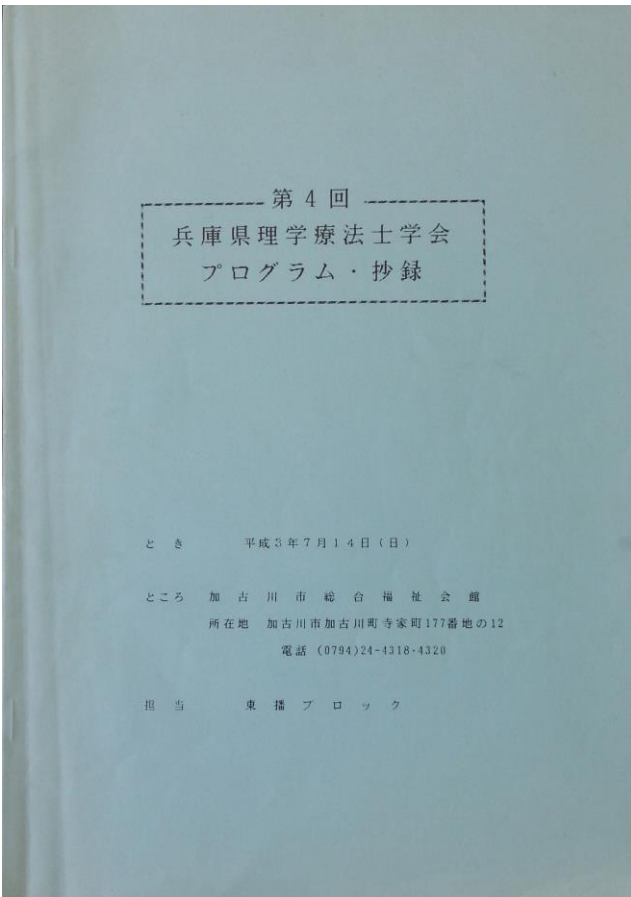 第4回
兵庫県理学療法士学会
プログラム・抄録
とき 平成3年7月14日(日)
ところ 加古川市総合福祉会館
所在地 加古川市加古川町寺家町177番地の12
電話 (0794)24-4318・4320
担当 東播ブロック